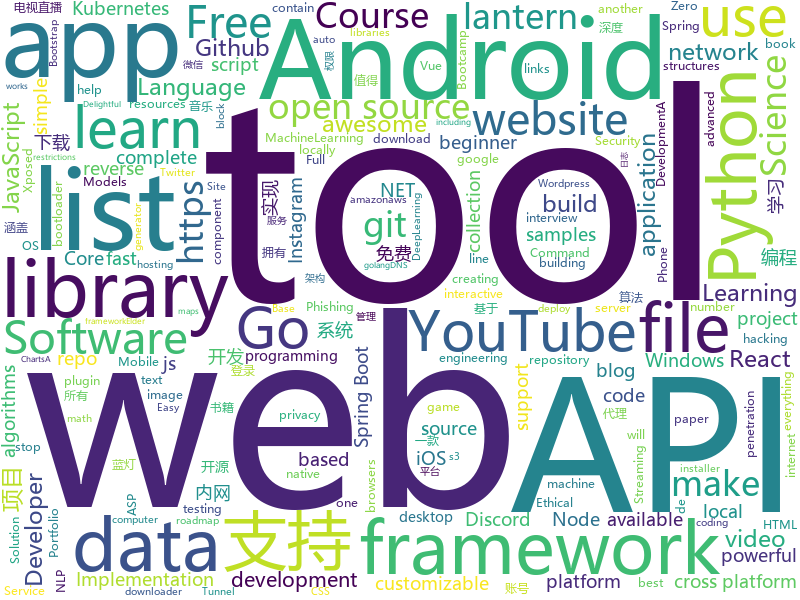 电视直播
Kubernetes
Bootstrap
微信
contain
auto
Vue
权限
Zero
another
Spring
深度
Bootcamp
值得
book
links
structures
app
help
works
resources
音乐
Delightful
block
restrictions
Free
Github
script
Language
Course
Android
lantern
network
use
libraries
including
advanced
JavaScript
simple
下载
learn
open source
awesome
complete
reverse
MachineLearning
download
locally
Full
Models
Twitter
Site
beginner
google
website
Python
Science
学习
DevelopmentA
Security
日志
Xposed
涵盖
bootloader
OS
list
https
generator
component
服务
hosting
Instagram
实现
拥有
git
免费
NET
amazonaws
DeepLearning
Command
line
架构
golangDNS
collection
interview
Wordpress
build
samples
building
application
Phone
编程
tool
Core
fast
library
Go
YouTube
file
Learning
Software
系统
creating
基于
interactive
Base
deploy
server
算法
number
project
hacking
maps
管理
frameworkElder
ChartsA
项目
Developer
algorithms
repo
Mobile
js
plugin
所有
text
image
Easy
privacy
书籍
game
开发
programming
登录
Spring Boot
engineering
repository
blog
support
Windows
code
React
代理
internet
everything
web
API
Portfolio
NLP
stop
蓝灯
math
开源
native
based
内网
iOS
平台
source
一款
s3
browsers
Discord
Node
available
paper
will
penetration
Streaming
one
machine
Ethical
local
make
powerful
data
支持
framework
video
de
computer
ASP
testing
desktop
roadmap
Solution
Service
Implementation
development
customizable
账号
platform
best
cross platform
installer
HTML
coding
downloader
Tunnel
CSS